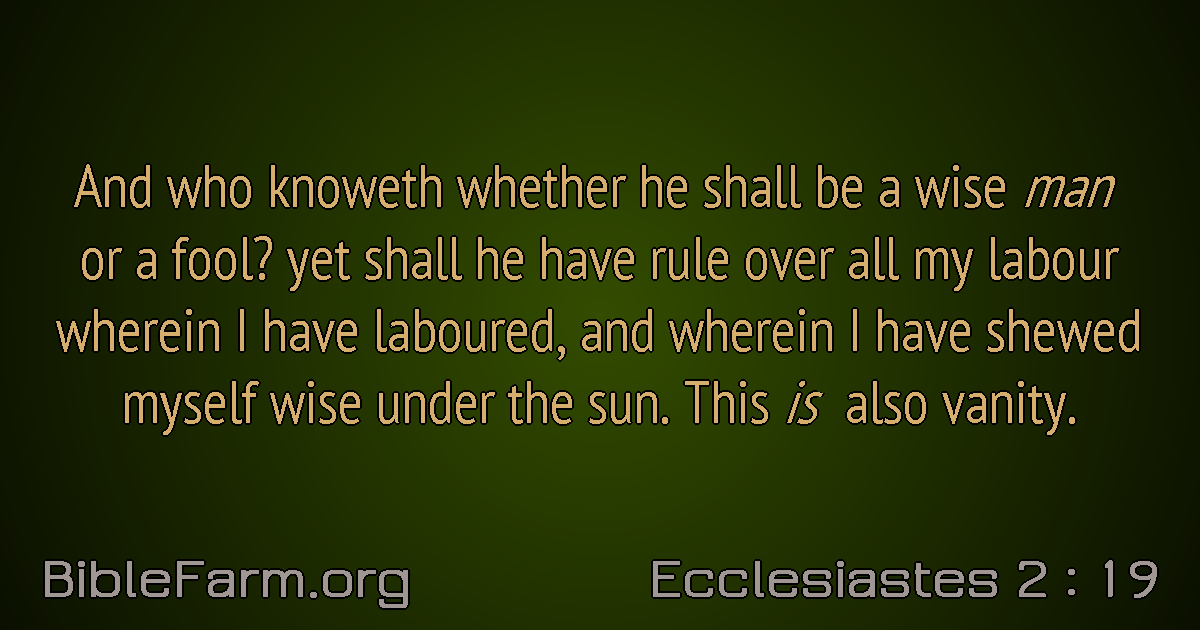 And who knoweth whether he shall be a wise man
or a fool? yet shall he have rule over all my labour
wherein I have laboured, and wherein I have shewed
myself wise under the sun. This is also vanity.
BibleFarm.org
Ecclesiastes 2 : 19